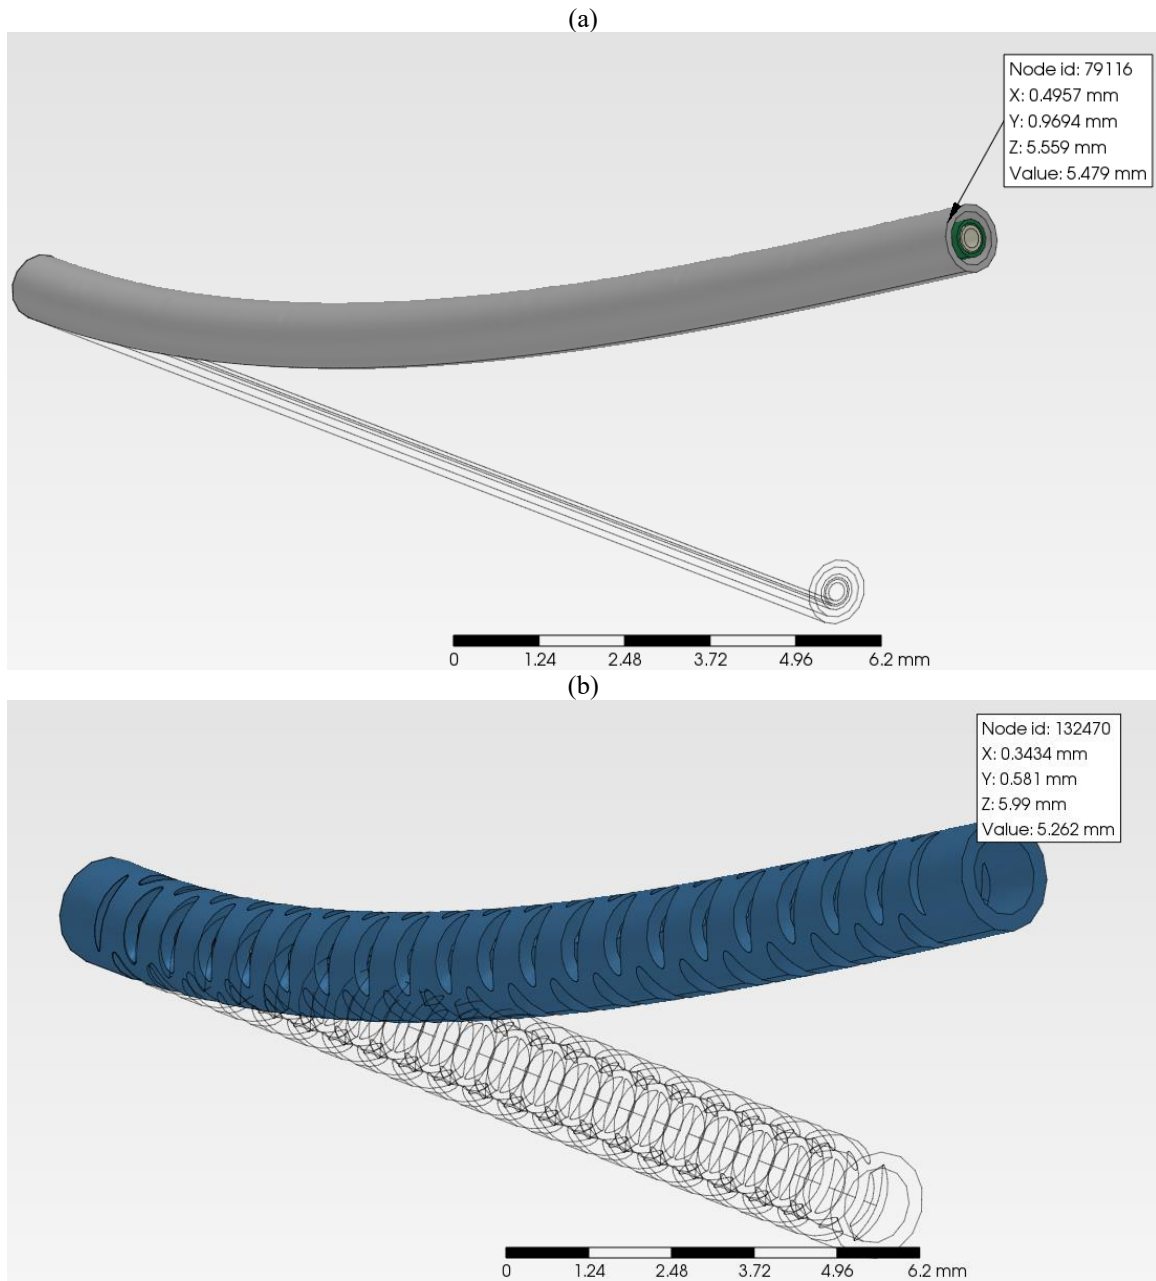 (a)
Node id: 79116
X: 0.4957 mm
Y: 0.9694 mm
Z: 5.559 mm
Value: 5.479 mm
0 1.24 2.48 3.72 4.96 6.2 mm
(b)
Node id: 132470
X: 0.3434 mm
Y: 0.581 mm
Z: 5.99 mm
Value: 5.262 mm
0 1.24 2.48 3.72 4.96 6.2 mm